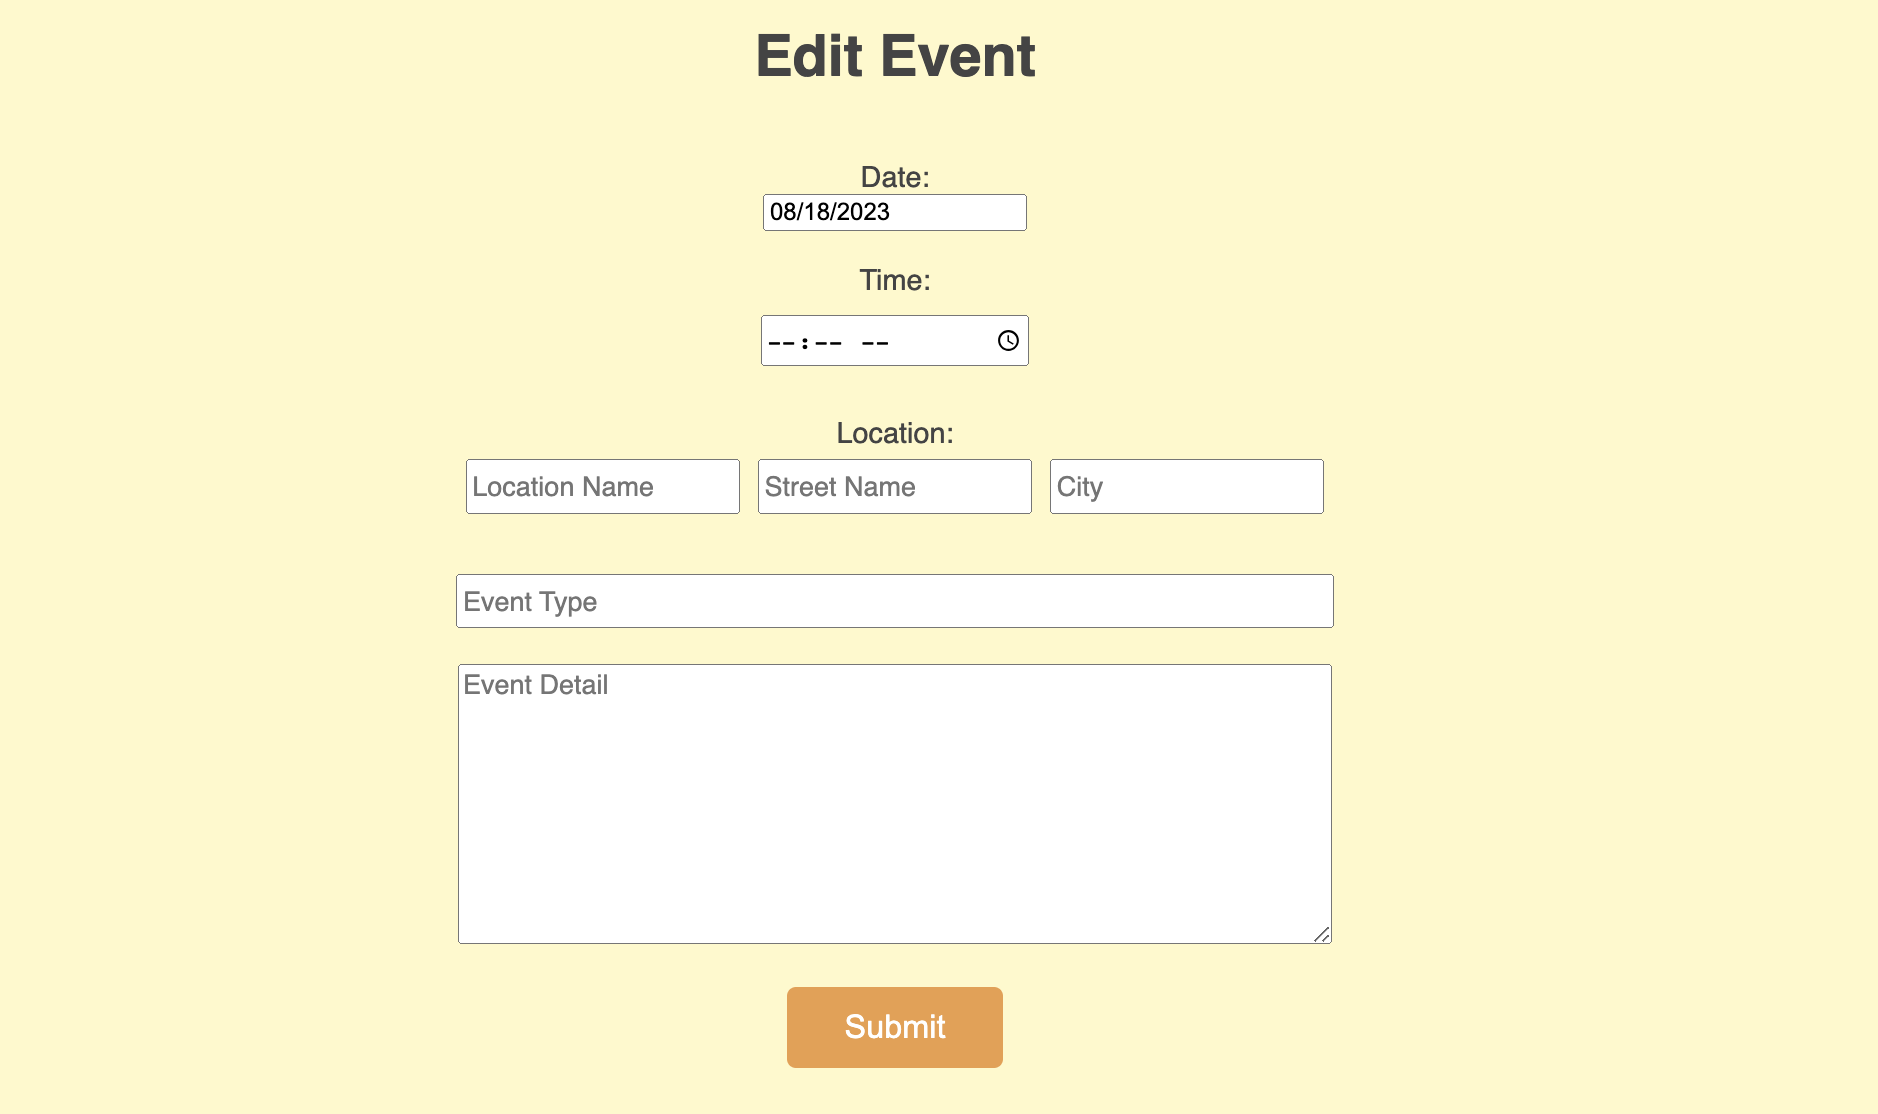 Edit Event
Date:
08/18/2023
Time:
--:-- --
Location:
Location Name Street Name City
Event Type
Event Detail
Submit